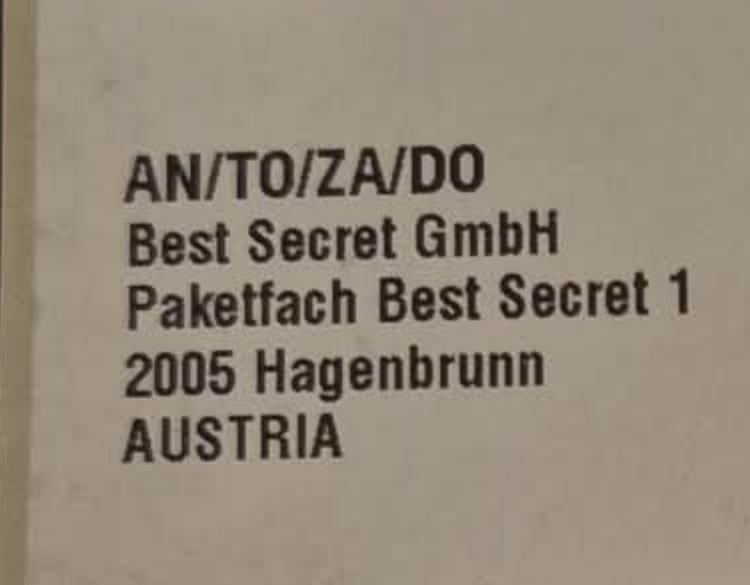 AN/TO/ZA/DO
Best Secret GmbH
Paketfach Best Secret 1
2005 Hagenbrunn
AUSTRIA